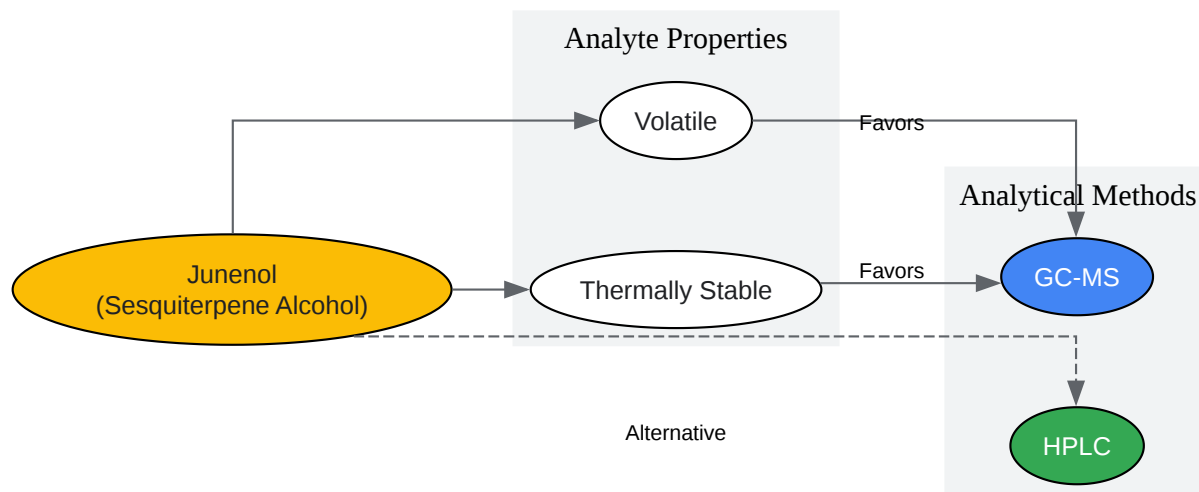 Analyte Properties
Volatile
Favors
Analytical Methods
Junenol
(Sesquiterpene Alcohol)
Thermally Stable
Favors
GC-MS
Alternative
HPLC